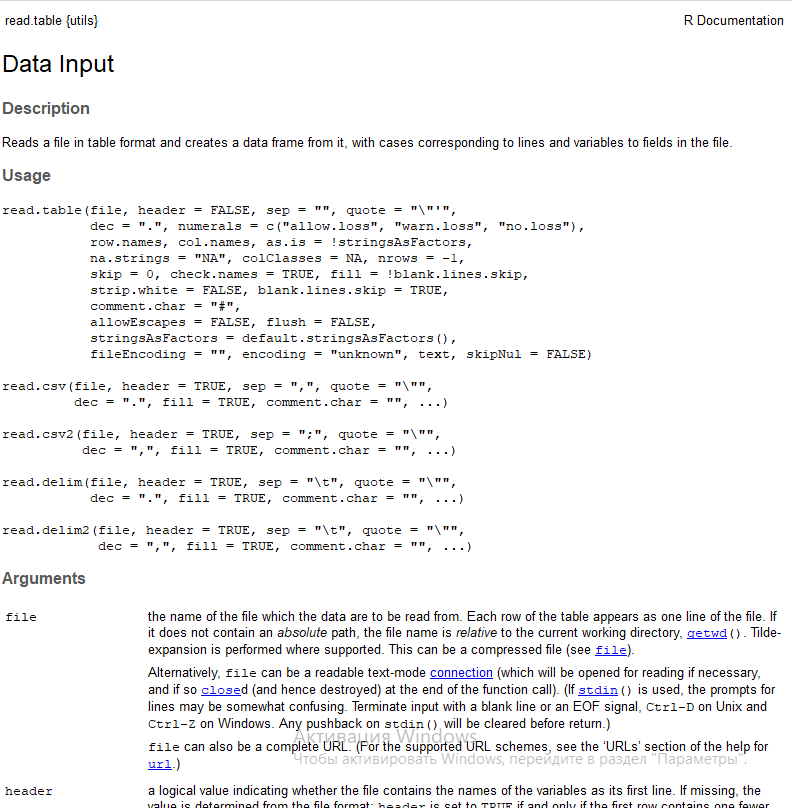 read.table {utils} R Documentation
Data Input
Description
Reads a file in table format and creates a data frame from it, with cases corresponding to lines and variables to fields in the file.
Usage
read.table(file, header = FALSE, sep = "", quote = "\"'",
dec = ".", numerals = c("allow.loss", "warn.loss", "no.loss"),
row.names, col.names, as.is = !stringsAsFactors,
na.strings = "NA", colClasses = NA, nrows = -1,
skip = 0, check.names = TRUE, fill = !blank.lines.skip,
strip.white = FALSE, blank.lines.skip = TRUE,
comment.char = "#",
allowEscapes = FALSE, flush = FALSE,
stringsAsFactors = default.stringsAsFactors(),
fileEncoding = "", encoding = "unknown", text, skipNul = FALSE)
read.csv(file, header = TRUE, sep = ",", quote = "\"",
dec = ".", fill = TRUE, comment.char = "", ...)
read.csv2(file, header = TRUE, sep = ";", quote = "\"",
dec = ",", fill = TRUE, comment.char = "", ...)
read.delim(file, header = TRUE, sep = "\t", quote = "\"",
dec = ".", fill = TRUE, comment.char = "", ...)
read.delim2(file, header = TRUE, sep = "\t", quote = "\"",
dec = ",", fill = TRUE, comment.char = "", ...)
Arguments
file the name of the file which the data are to be read from. Each row of the table appears as one line of the file. If
it does not contain an absolute path, the file name is relative to the current working directory, getwd(). Tilde-
expansion is performed where supported. This can be a compressed file (see file).
Alternatively, file can be a readable text-mode connection (which will be opened for reading if necessary,
and if so closed (and hence destroyed) at the end of the function call). (If stdin() is used, the prompts for
lines may be somewhat confusing. Terminate input with a blank line or an EOF signal, Ctrl-D on Unix and
Ctrl-Z on Windows. Any pushback on stdin() will be cleared before return.)
Активация Windows
file can also be a complete URL. (For the supported URL schemes, see the ‘URLs’ section of the help for
Чтобы активировать Windows, перейдите в раздел "Параметры".
url.)
header a logical value indicating whether the file contains the names of the variables as its first line. If missing, the
value is determined from the file format: header is set to TRUE if and only if the first row contains one fewer